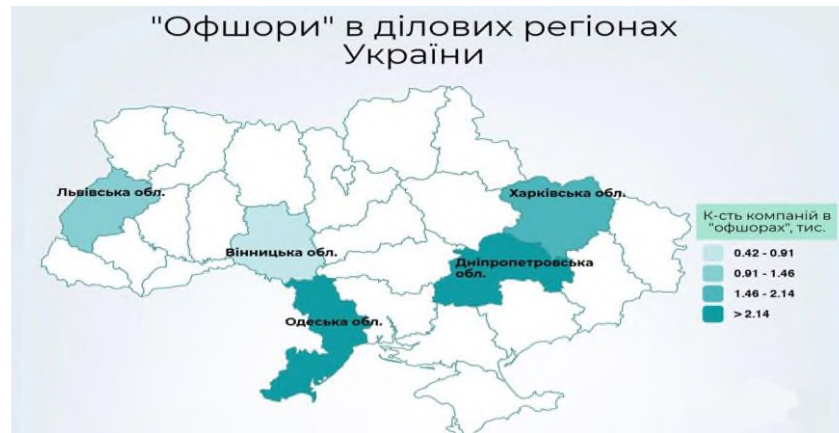 "Офшори" в ділових регіонах
України
Львівська обл.
Харківська обл.
Вінницька обл.
Дніпропетровська
обл.
Одеська обл.
К-сть компаній в
"офшорах", тис.
0.42 - 0.91
0.91 - 1.46
1.46 - 2.14
> 2.14